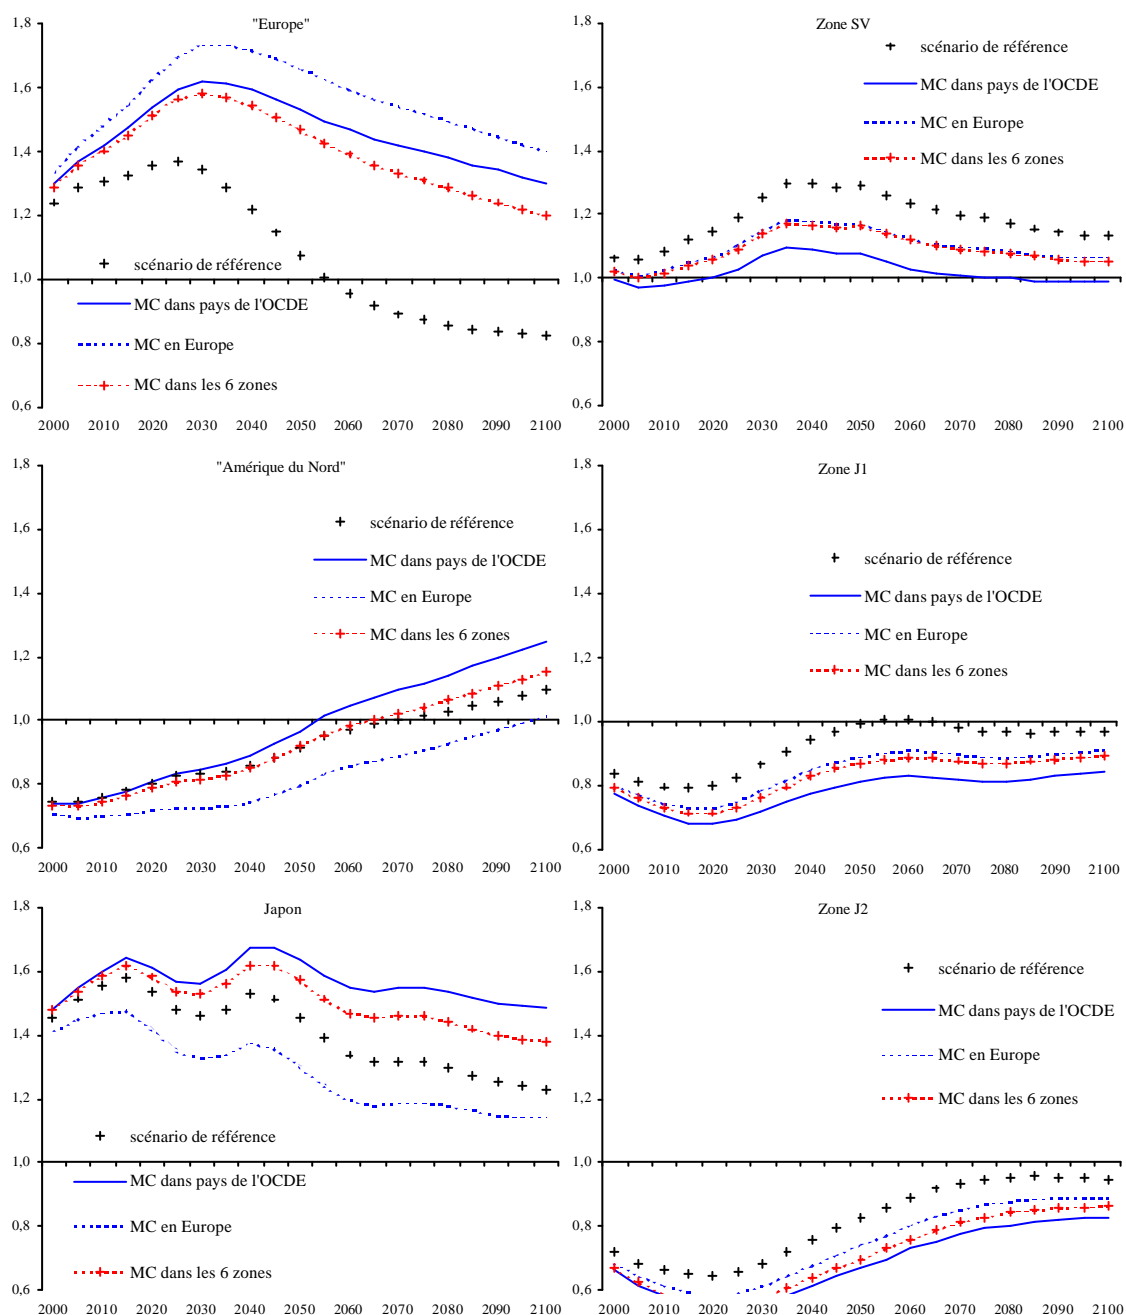 "Europe"
1,8
1,6
1,4
1,2
1,0
0,8
0,6
scénario de référence
MC dans pays de l'OCDE
MC en Europe
MC dans les 6 zones
2000 2010 2020 2030 2040 2050 2060 2070 2080 2090 2100
Zone SV
1,8
1,6
1,4
1,2
1,0
0,8
0,6
scénario de référence
MC dans pays de l'OCDE
MC en Europe
MC dans les 6 zones
2000 2010 2020 2030 2040 2050 2060 2070 2080 2090 2100
"Amérique du Nord"
1,8
1,6
1,4
1,2
1,0
0,8
0,6
scénario de référence
MC dans pays de l'OCDE
MC en Europe
MC dans les 6 zones
2000 2010 2020 2030 2040 2050 2060 2070 2080 2090 2100
Zone J1
1,8
1,6
1,4
1,2
1,0
0,8
0,6
scénario de référence
MC dans pays de l'OCDE
MC en Europe
MC dans les 6 zones
2000 2010 2020 2030 2040 2050 2060 2070 2080 2090 2100
Japon
1,8
1,6
1,4
1,2
1,0
0,8
0,6
scénario de référence
MC dans pays de l'OCDE
MC en Europe
MC dans les 6 zones
2000 2010 2020 2030 2040 2050 2060 2070 2080 2090 2100
Zone J2
1,8
1,6
1,4
1,2
1,0
0,8
0,6
scénario de référence
MC dans pays de l'OCDE
MC en Europe
MC dans les 6 zones
2000 2010 2020 2030 2040 2050 2060 2070 2080 2090 2100